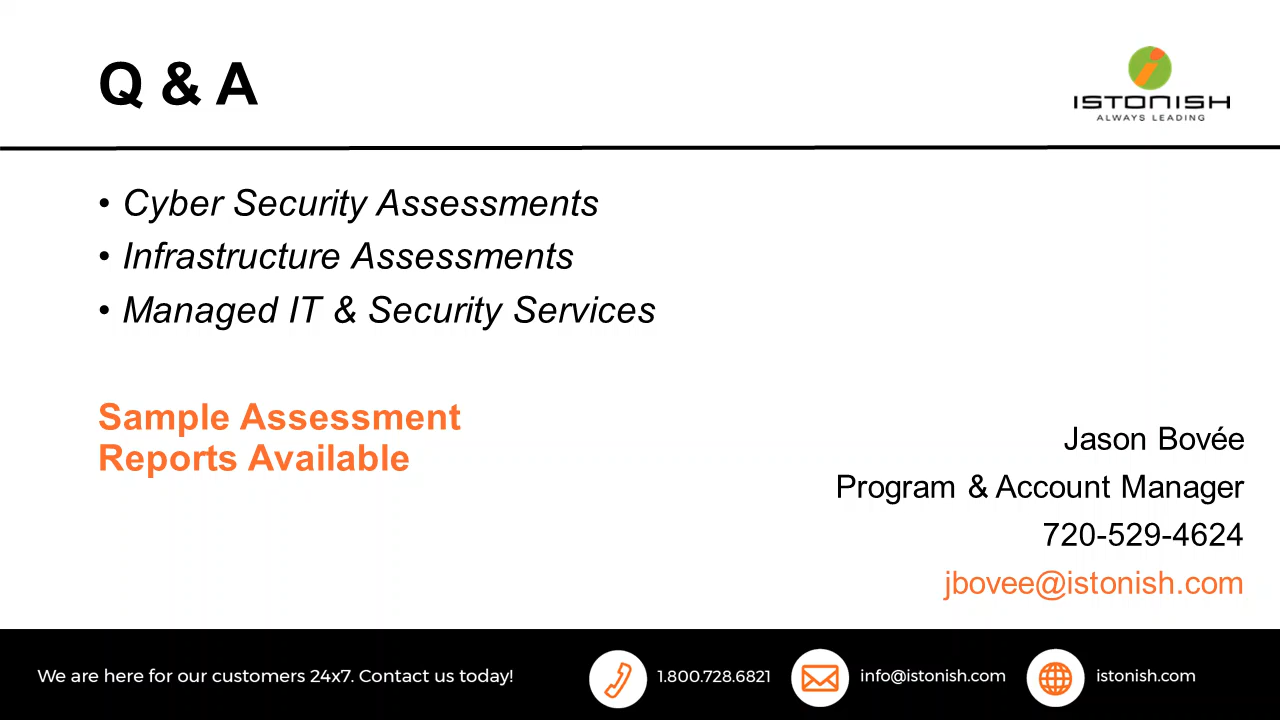 Q & A
ISTONISH
ALWAYS LEADING
• Cyber Security Assessments
• Infrastructure Assessments
• Managed IT & Security Services
Sample Assessment
Reports Available
Jason Bovée
Program & Account Manager
720-529-4624
jbovee@istonish.com
We are here for our customers 24x7. Contact us today!
1.800.728.6821
info@istonish.com
istonish.com